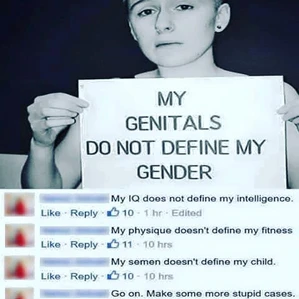 MY
GENITALS
DO NOT DEFINE MY
GENDER
My IQ does not define my intelligence.
Like · Reply · 10 · 1 hr · Edited
My physique doesn't define my fitness
Like · Reply · 11 · 10 hrs
My semen doesn't define my child.
Like · Reply · 10 · 10 hrs
Go on. Make some more stupid cases.